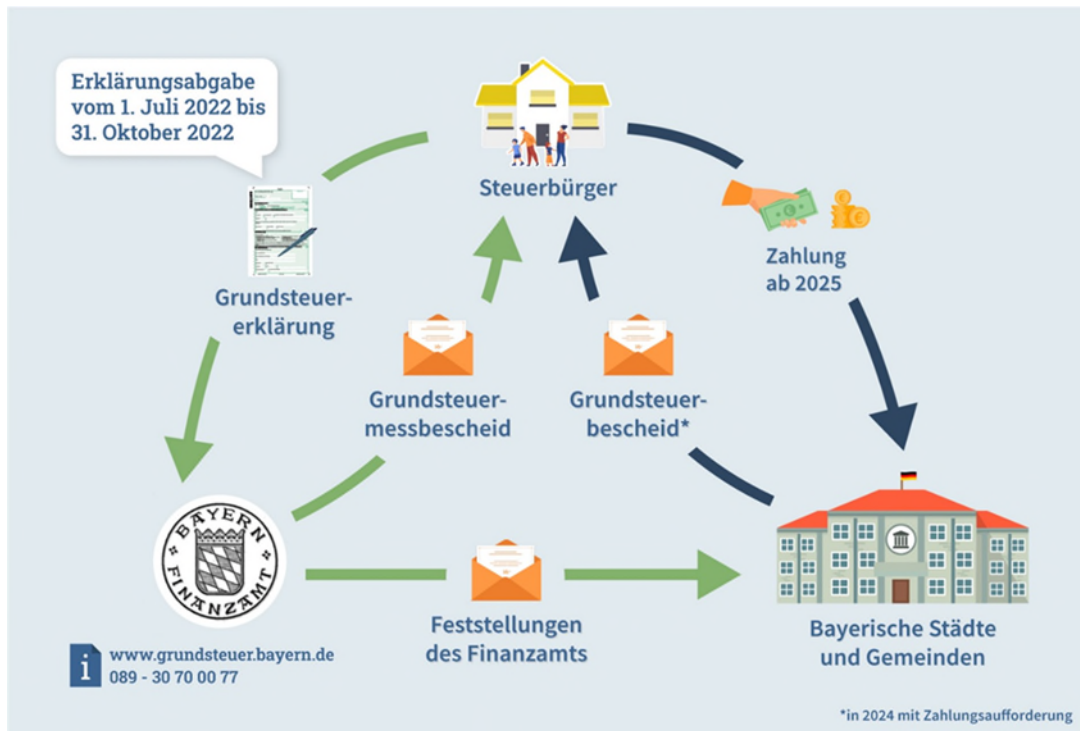 Erklärungsabgabe
vom 1. Juli 2022 bis
31. Oktober 2022
Steuerbürger
Grundsteuer-
erklärung
Zahlung
ab 2025
Grundsteuer-
messbescheid
Grundsteuer-
bescheid*
BAYERN
FINANZAMT
Feststellungen
des Finanzamts
Bayerische Städte
und Gemeinden
i
www.grundsteuer.bayern.de
089 - 30 70 00 77
*in 2024 mit Zahlungsaufforderung